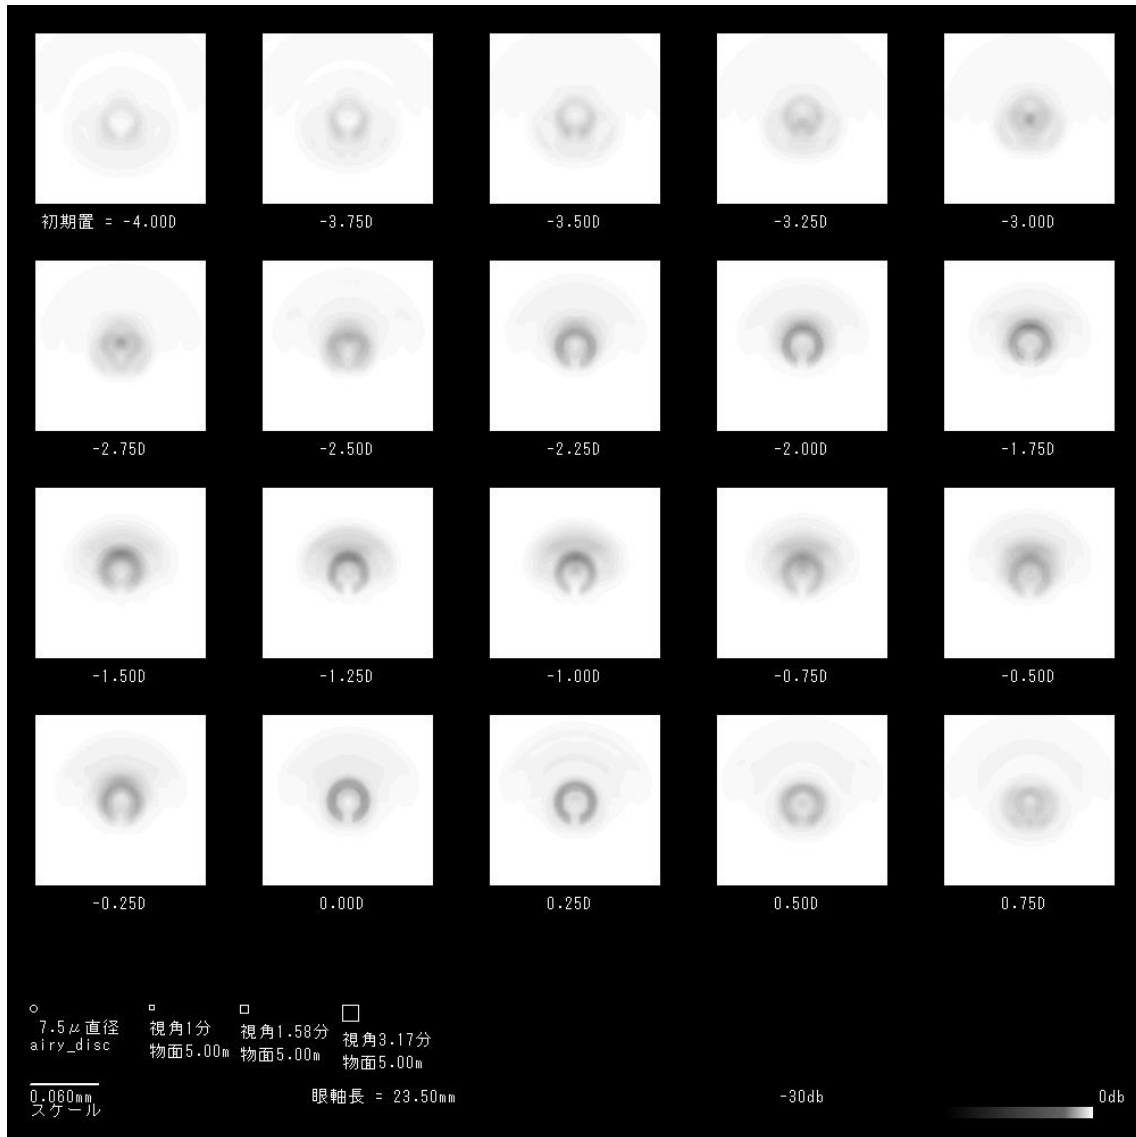 初期置 = -4.00D -3.75D -3.50D -3.25D -3.00D
-2.75D -2.50D -2.25D -2.00D -1.75D
-1.50D -1.25D -1.00D -0.75D -0.50D
-0.25D 0.00D 0.25D 0.50D 0.75D
7.5μ直径
airy_disc
視角1分
物面5.00m
視角1.58分
物面5.00m
視角3.17分
物面5.00m
0.060mm
スケール
眼軸長 = 23.50mm
-30db
0db